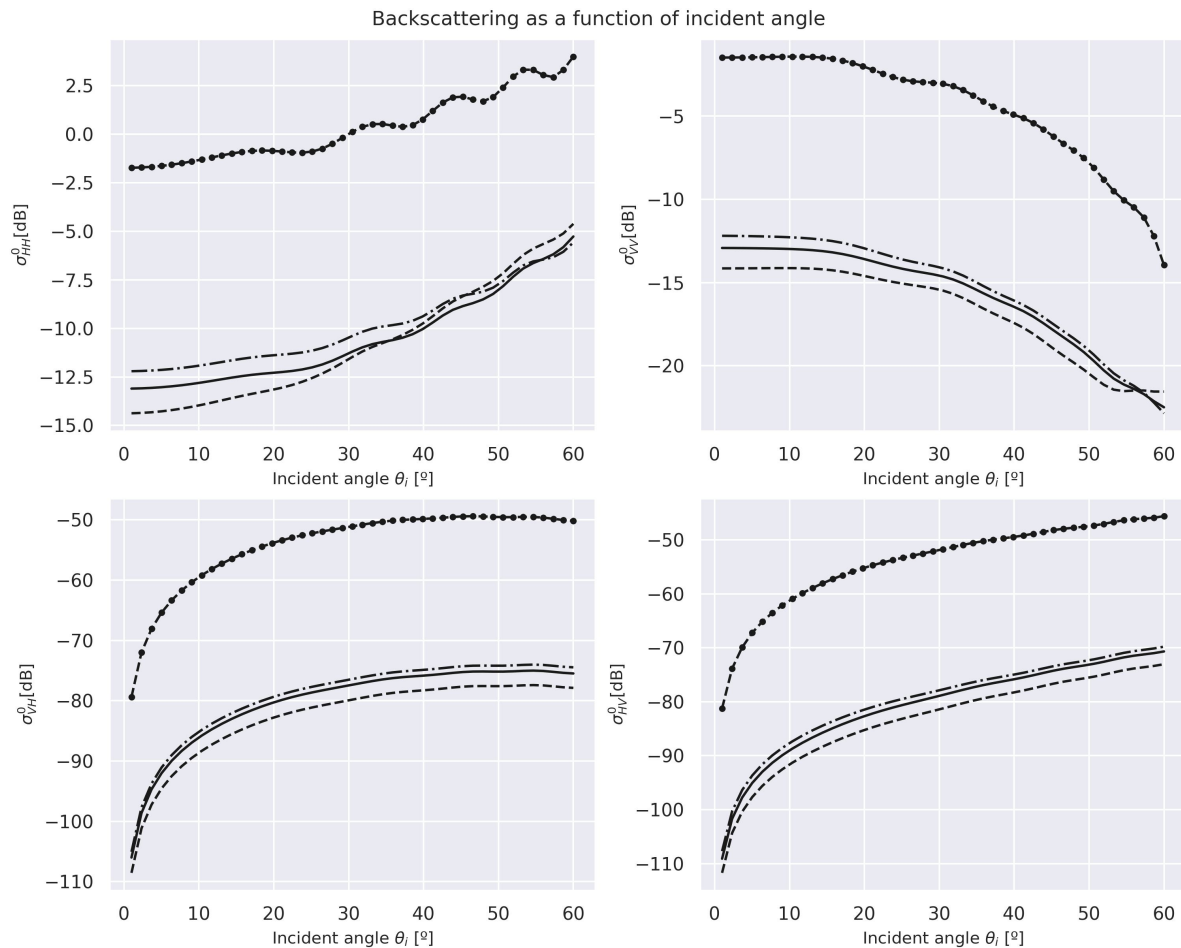 Backscattering as a function of incident angle
2.5
0.0
−2.5
−5.0
−7.5
−10.0
−12.5
−15.0
σ⁰HH[dB]
0 10 20 30 40 50 60
Incident angle θi [º]
−5
−10
−15
−20
σ⁰VV[dB]
0 10 20 30 40 50 60
Incident angle θi [º]
−50
−60
−70
−80
−90
−100
−110
σ⁰VH[dB]
0 10 20 30 40 50 60
Incident angle θi [º]
−50
−60
−70
−80
−90
−100
−110
σ⁰HV[dB]
0 10 20 30 40 50 60
Incident angle θi [º]